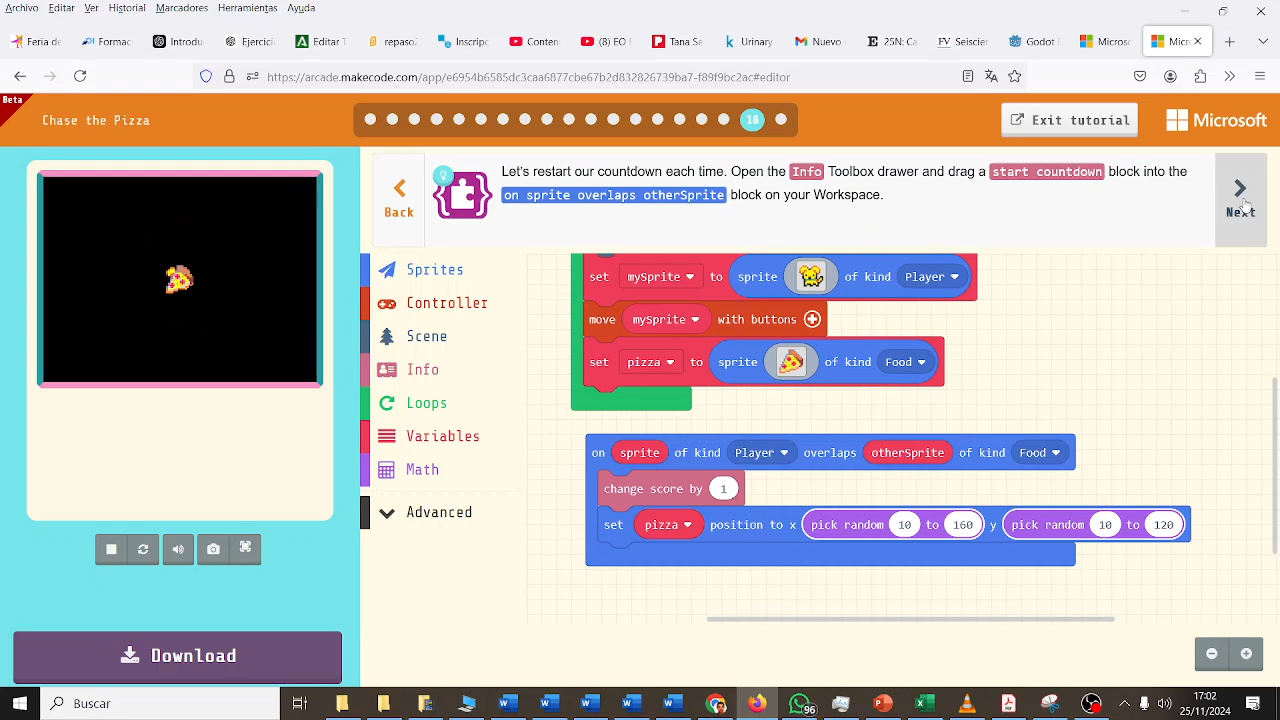 Archivo Editar Ver Historial Marcadores Herramientas Ayuda
Feria de
¿Formac
Introdu
Ejercici
Editar T
repaso
Inscripc
Conten
(8) EO F
Tana Se
Urinary
Nuevo
25N: Ca
Seiscier
Godot
Micros
Micro
https://arcade.makecode.com/app/e6954b6585dc3caa6877cbe67b2d832826739ba7-f89f9bc2ac#editor
Beta
Chase the Pizza
18
Exit tutorial
Microsoft
Back
Let's restart our countdown each time. Open the Info Toolbox drawer and drag a start countdown block into the
on sprite overlaps otherSprite block on your Workspace.
Next
Sprites
Controller
Scene
Info
Loops
Variables
Math
Advanced
set mySprite to sprite of kind Player
move mySprite with buttons
set pizza to sprite of kind Food
on sprite of kind Player overlaps otherSprite of kind Food
change score by 1
set pizza position to x pick random 10 to 160 y pick random 10 to 120
Download
Buscar
96
17:02
25/11/2024